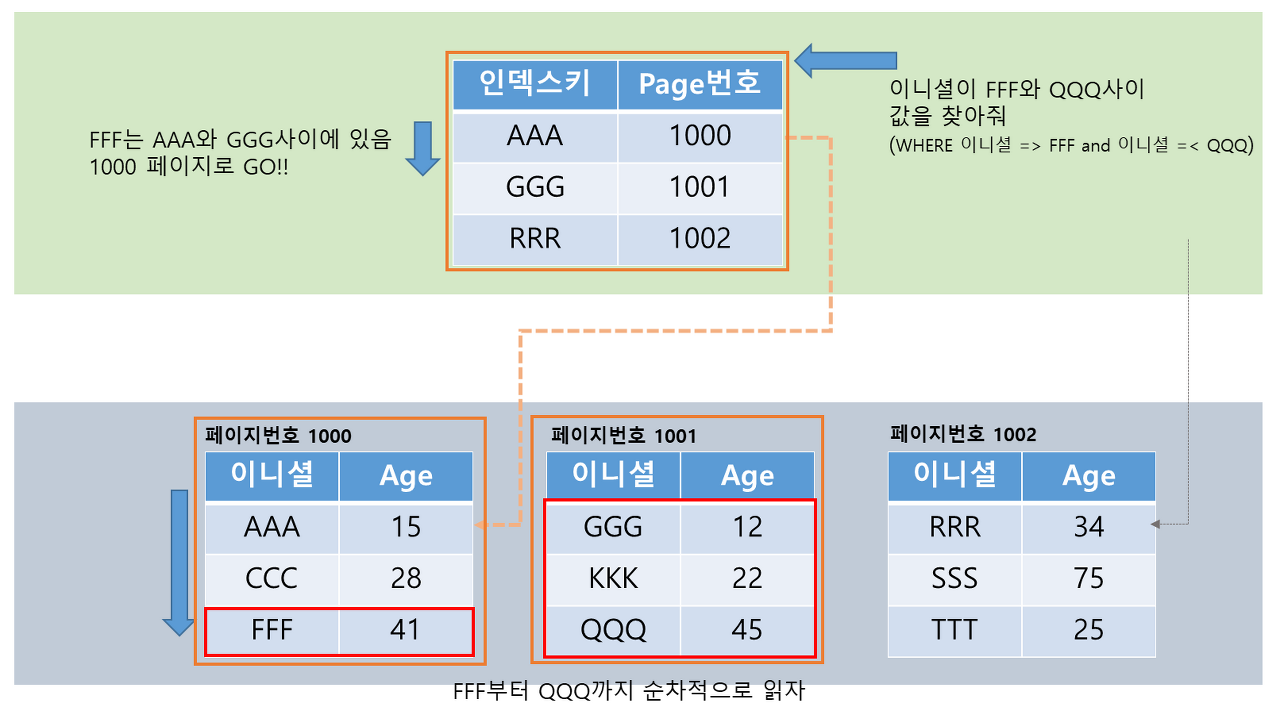 인덱스키 Page번호
AAA 1000
GGG 1001
RRR 1002
이니셜이 FFF와 QQQ사이
값을 찾아줘
(WHERE 이니셜 => FFF and 이니셜 =< QQQ)
FFF는 AAA와 GGG사이에 있음
1000 페이지로 GO!!
페이지번호 1000
이니셜 Age
AAA 15
CCC 28
FFF 41
페이지번호 1001
이니셜 Age
GGG 12
KKK 22
QQQ 45
페이지번호 1002
이니셜 Age
RRR 34
SSS 75
TTT 25
FFF부터 QQQ까지 순차적으로 읽자